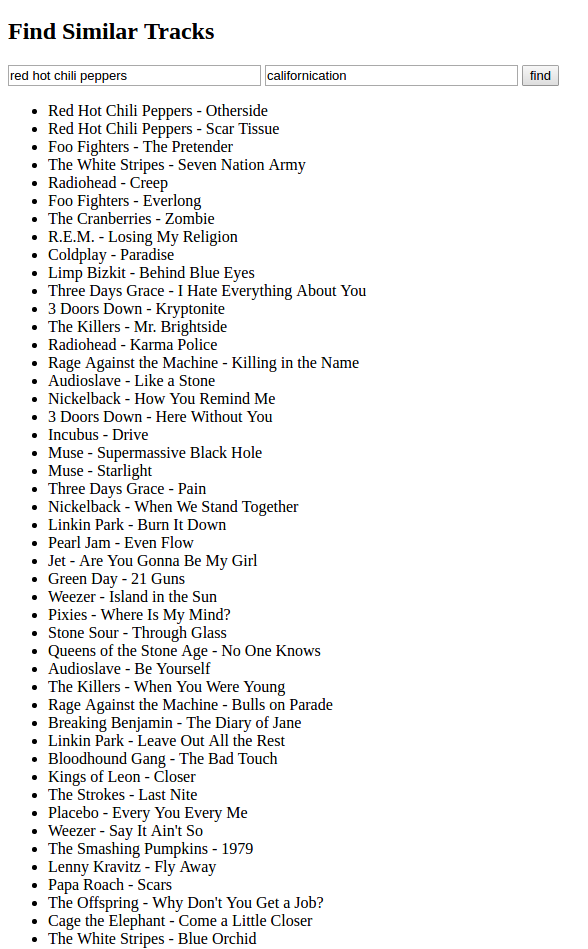 Find Similar Tracks
red hot chili peppers californication find
Red Hot Chili Peppers - Otherside
Red Hot Chili Peppers - Scar Tissue
Foo Fighters - The Pretender
The White Stripes - Seven Nation Army
Radiohead - Creep
Foo Fighters - Everlong
The Cranberries - Zombie
R.E.M. - Losing My Religion
Coldplay - Paradise
Limp Bizkit - Behind Blue Eyes
Three Days Grace - I Hate Everything About You
3 Doors Down - Kryptonite
The Killers - Mr. Brightside
Radiohead - Karma Police
Rage Against the Machine - Killing in the Name
Audioslave - Like a Stone
Nickelback - How You Remind Me
3 Doors Down - Here Without You
Incubus - Drive
Muse - Supermassive Black Hole
Muse - Starlight
Three Days Grace - Pain
Nickelback - When We Stand Together
Linkin Park - Burn It Down
Pearl Jam - Even Flow
Jet - Are You Gonna Be My Girl
Green Day - 21 Guns
Weezer - Island in the Sun
Pixies - Where Is My Mind?
Stone Sour - Through Glass
Queens of the Stone Age - No One Knows
Audioslave - Be Yourself
The Killers - When You Were Young
Rage Against the Machine - Bulls on Parade
Breaking Benjamin - The Diary of Jane
Linkin Park - Leave Out All the Rest
Bloodhound Gang - The Bad Touch
Kings of Leon - Closer
The Strokes - Last Nite
Placebo - Every You Every Me
Weezer - Say It Ain't So
The Smashing Pumpkins - 1979
Lenny Kravitz - Fly Away
Papa Roach - Scars
The Offspring - Why Don't You Get a Job?
Cage the Elephant - Come a Little Closer
The White Stripes - Blue Orchid